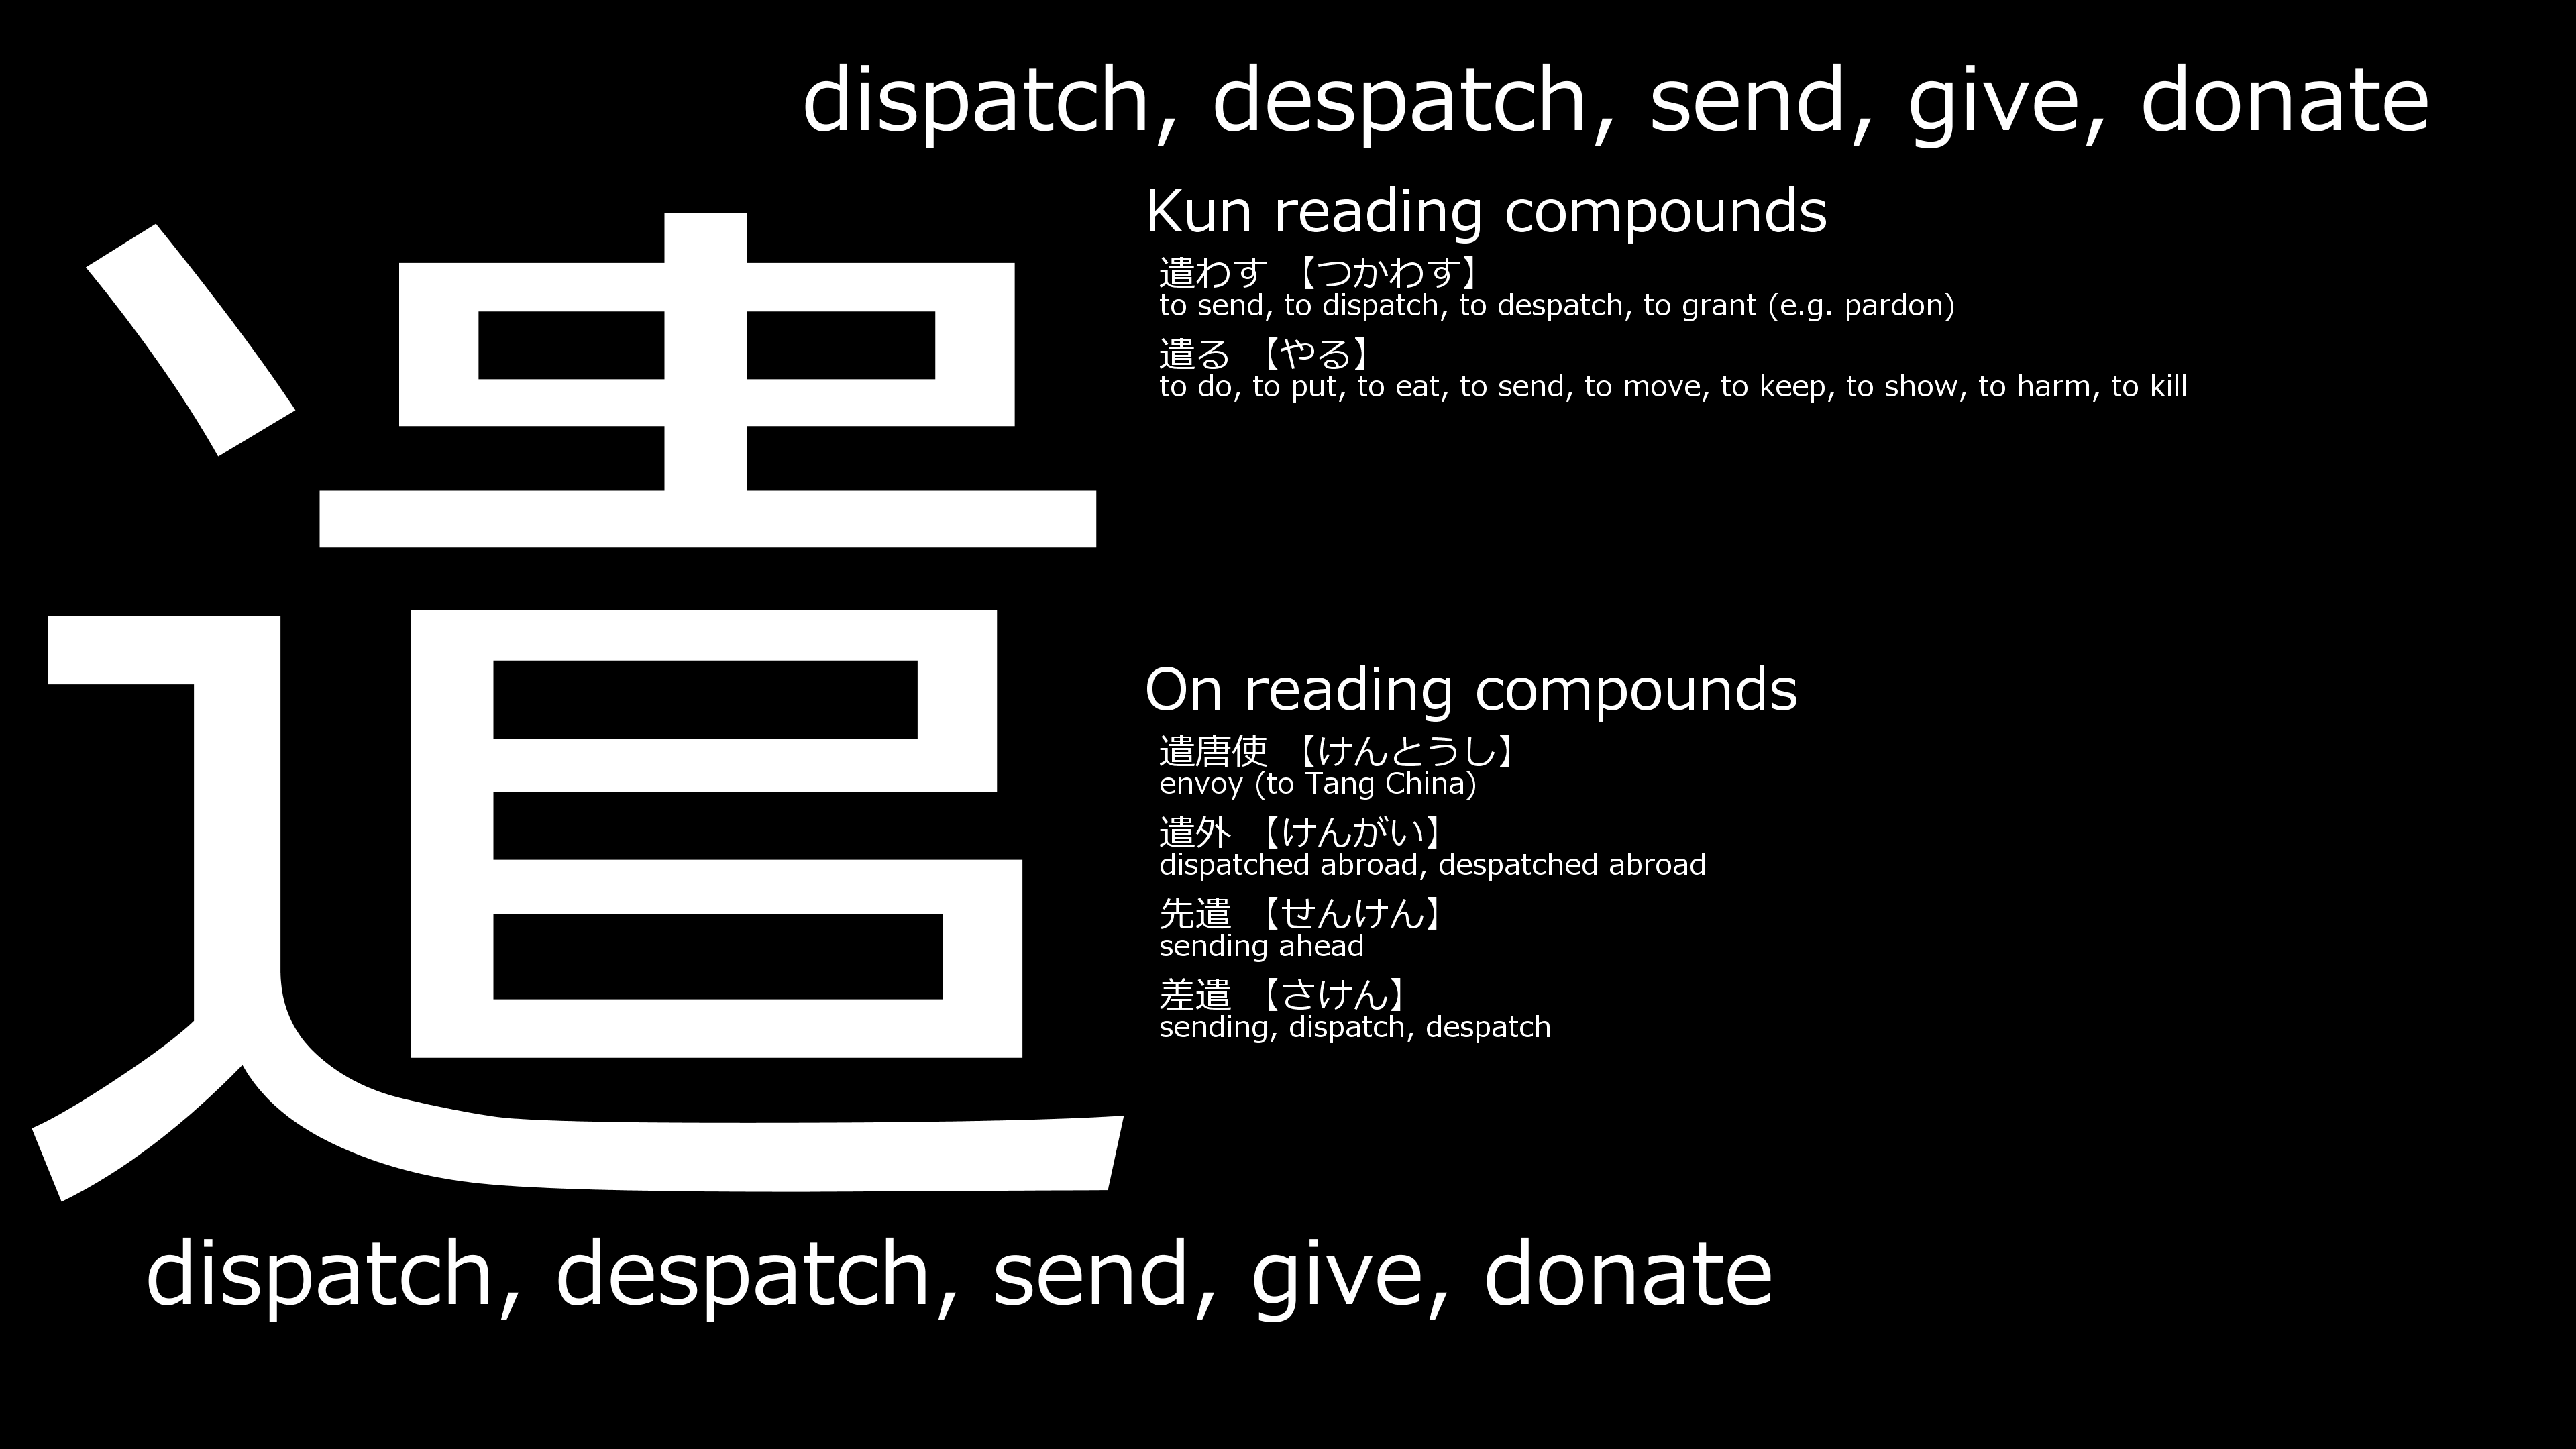 dispatch, despatch, send, give, donate
遣
Kun reading compounds
遣わす 【つかわす】
to send, to dispatch, to despatch, to grant (e.g. pardon)
遣る 【やる】
to do, to put, to eat, to send, to move, to keep, to show, to harm, to kill
On reading compounds
遣唐使 【けんとうし】
envoy (to Tang China)
遣外 【けんがい】
dispatched abroad, despatched abroad
先遣 【せんけん】
sending ahead
差遣 【さけん】
sending, dispatch, despatch
dispatch, despatch, send, give, donate